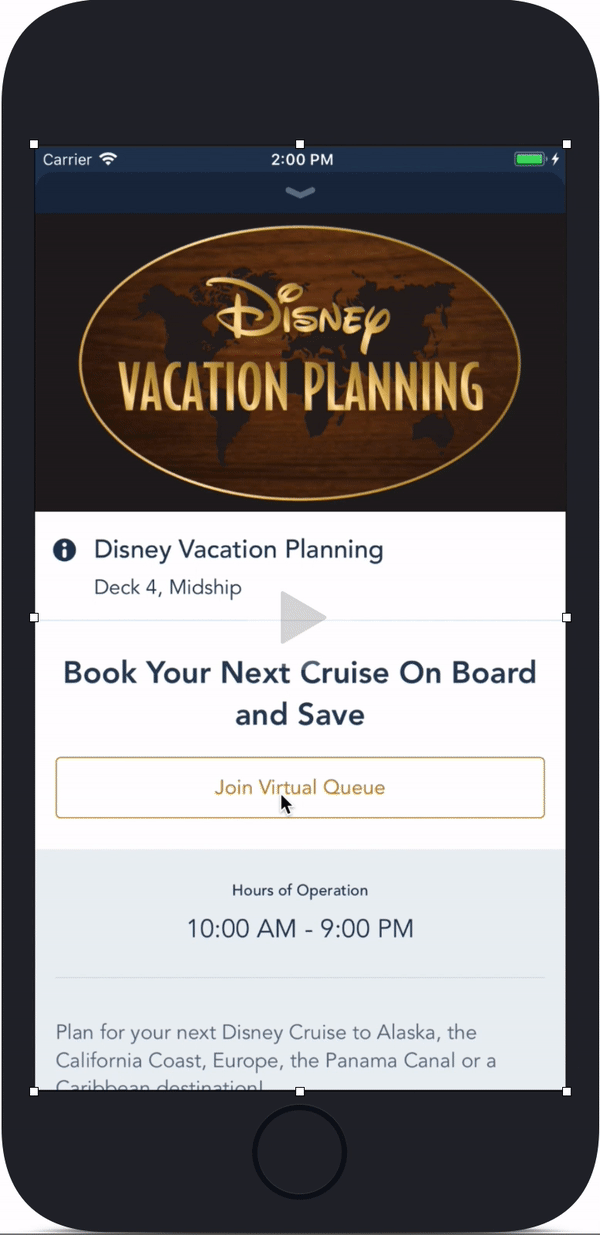 Carrier
2:00 PM
Disney
VACATION PLANNING
Disney Vacation Planning
Deck 4, Midship
Book Your Next Cruise On Board
and Save
Join Virtual Queue
Hours of Operation
10:00 AM - 9:00 PM
Plan for your next Disney Cruise to Alaska, the
California Coast, Europe, the Panama Canal or a
Caribbean destination!